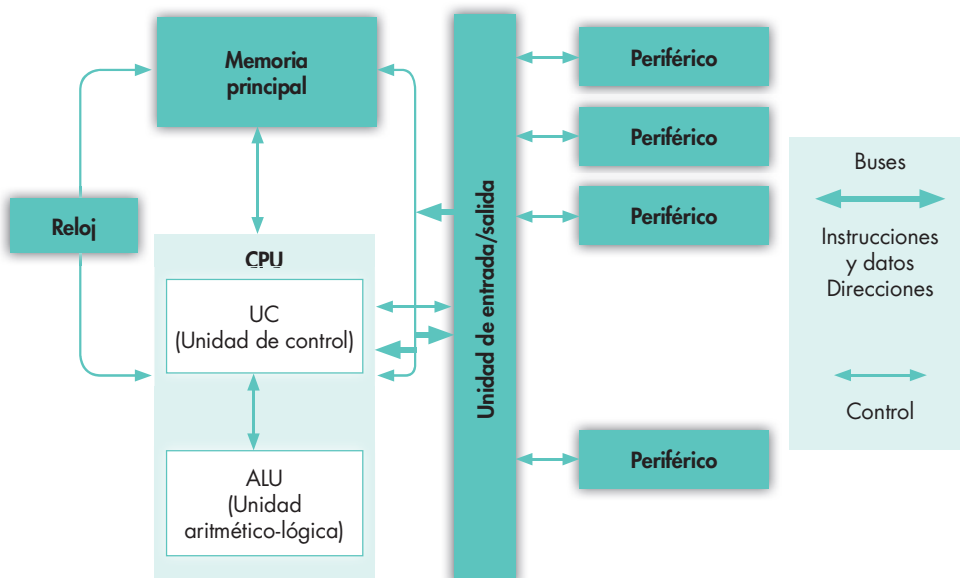 Memoria
principal
Reloj
CPU
UC
(Unidad de control)
ALU
(Unidad
aritmético-lógica)
Unidad de entrada/salida
Periférico
Periférico
Periférico
Periférico
Buses
Instrucciones
y datos
Direcciones
Control